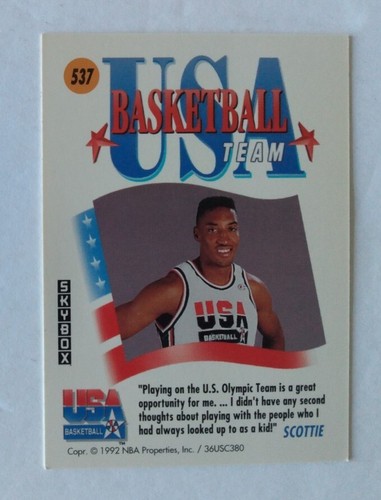 537
USA
BASKETBALL
TEAM
USA
BASKETBALL
SKYBOX
USA
BASKETBALL
TM
"Playing on the U.S. Olympic Team is a great
opportunity for me. ... I didn't have any second
thoughts about playing with the people who I
had always looked up to as a kid!" SCOTTIE
Copr. © 1992 NBA Properties, Inc. / 36USC380